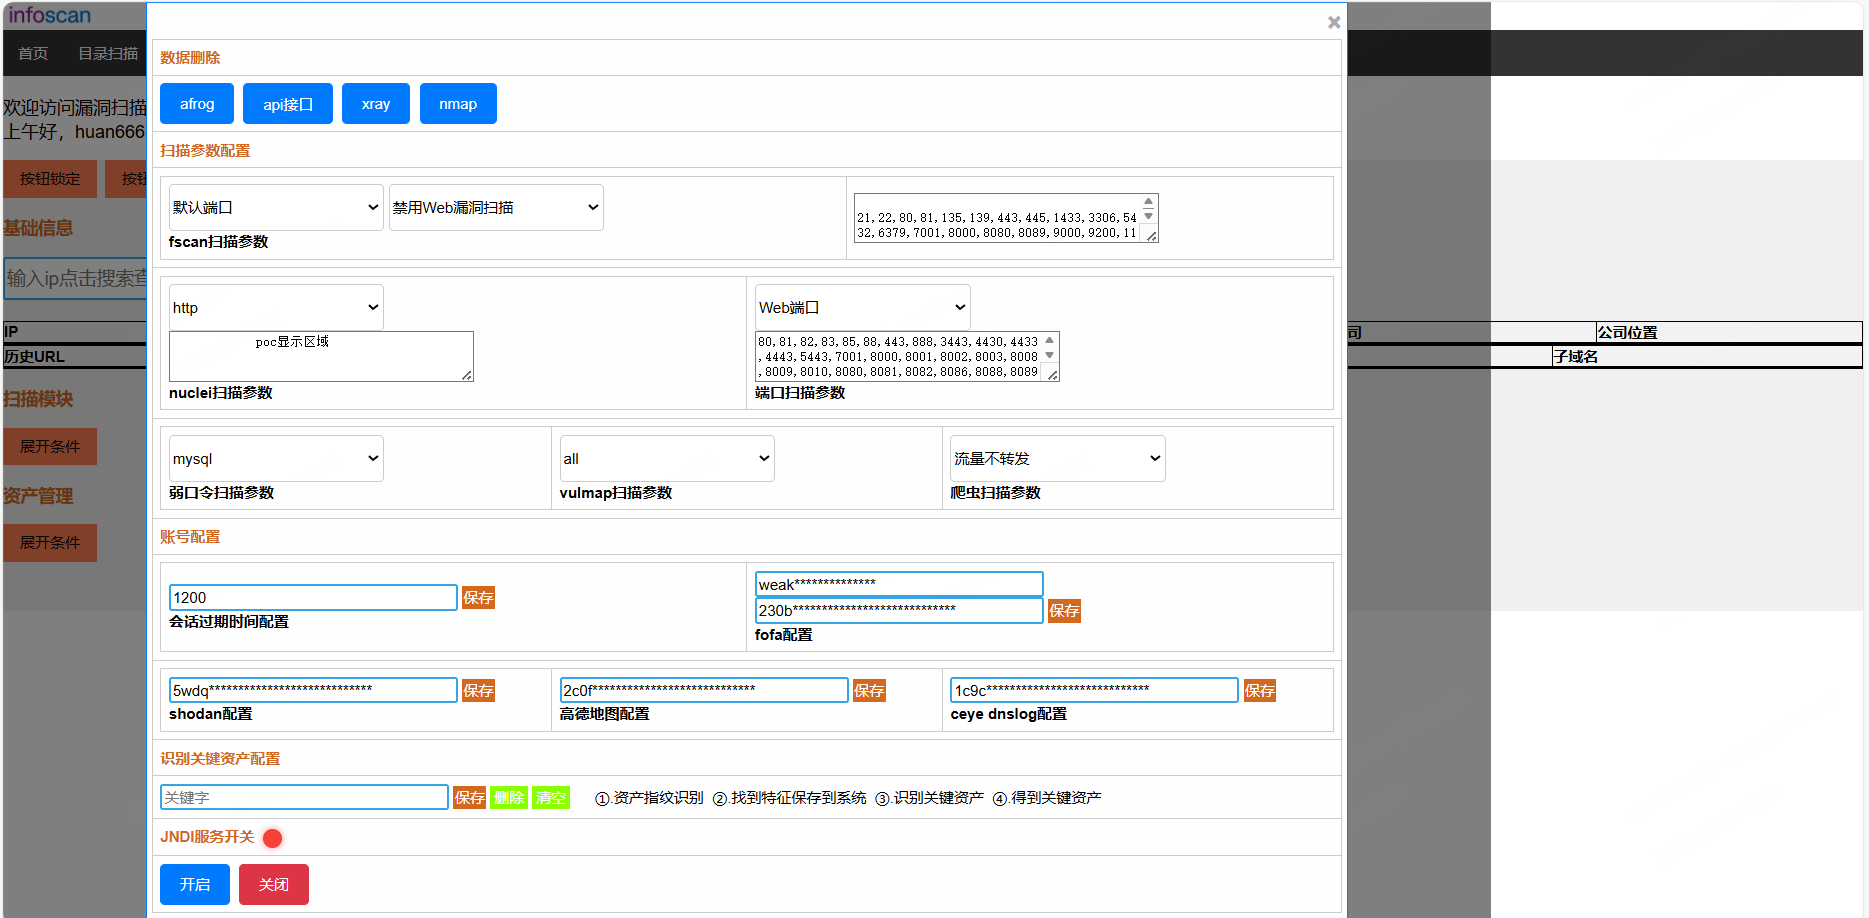 infoscan
×
首页 目录扫描
欢迎访问漏洞扫描
上午好，huan666
按钮锁定 按钮
基础信息
输入ip点击搜索查
IP
司 公司位置
历史URL
子域名
扫描模块
展开条件
资产管理
展开条件
数据删除
afrog api接口 xray nmap
扫描参数配置
默认端口 禁用Web漏洞扫描
fscan扫描参数
21,22,80,81,135,139,443,445,1433,3306,54
32,6379,7001,8000,8080,8089,9000,9200,11
http
poc显示区域
nuclei扫描参数
Web端口
80,81,82,83,85,88,443,888,3443,4430,4433
,4443,5443,7001,8000,8001,8002,8003,8008
,8009,8010,8080,8081,8082,8086,8088,8089
端口扫描参数
mysql
弱口令扫描参数
all
vulmap扫描参数
流量不转发
爬虫扫描参数
账号配置
1200 保存
会话过期时间配置
weak**************
230b**************************** 保存
fofa配置
5wdq**************************** 保存
shodan配置
2c0f**************************** 保存
高德地图配置
1c9c**************************** 保存
ceye dnslog配置
识别关键资产配置
关键字 保存 删除 清空 ①.资产指纹识别 ②.找到特征保存到系统 ③.识别关键资产 ④.得到关键资产
JNDI服务开关
开启 关闭